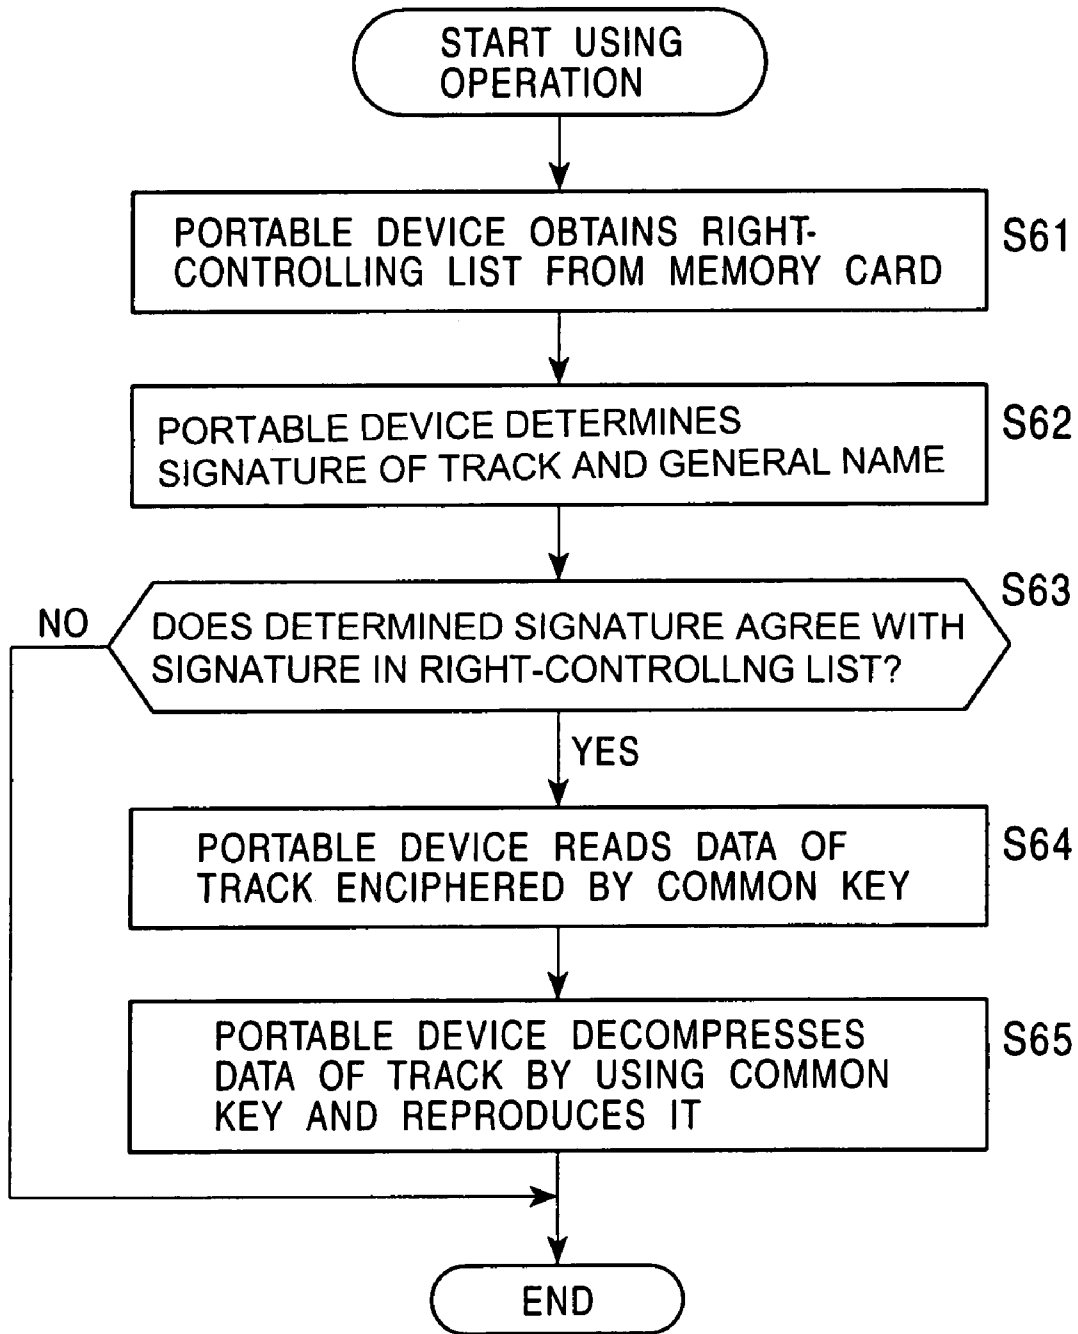 START USING
OPERATION
PORTABLE DEVICE OBTAINS RIGHT-
CONTROLLING LIST FROM MEMORY CARD
S61
PORTABLE DEVICE DETERMINES
SIGNATURE OF TRACK AND GENERAL NAME
S62
S63
NO
DOES DETERMINED SIGNATURE AGREE WITH
SIGNATURE IN RIGHT-CONTROLLNG LIST?
YES
PORTABLE DEVICE READS DATA OF
TRACK ENCIPHERED BY COMMON KEY
S64
PORTABLE DEVICE DECOMPRESSES
DATA OF TRACK BY USING COMMON
KEY AND REPRODUCES IT
S65
END